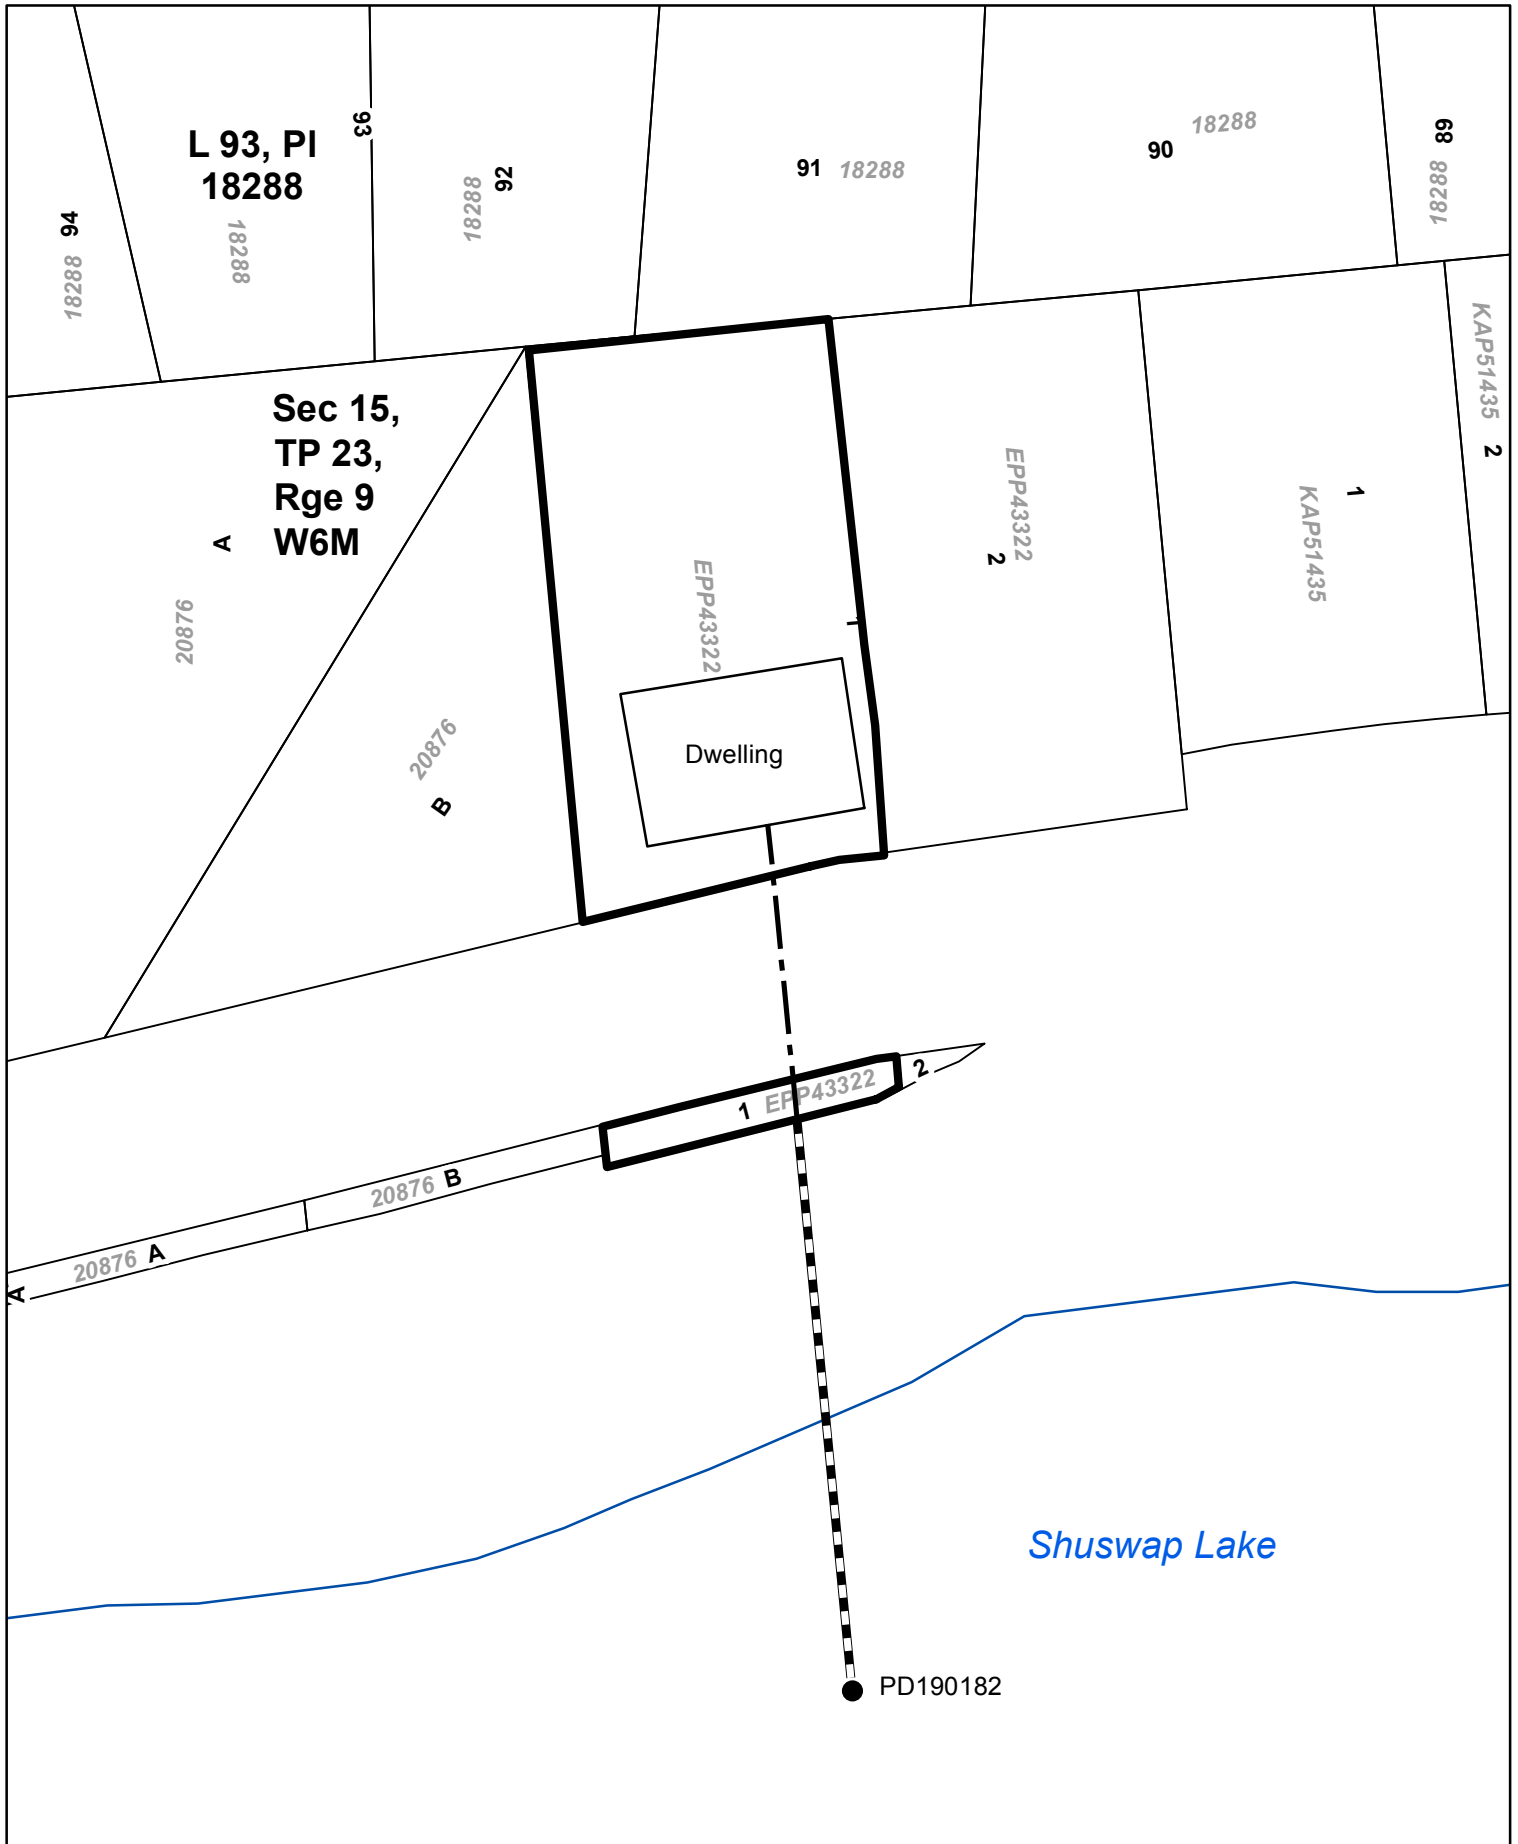 L 93, Pl
18288
93
18288
94
18288
92
18288
91 18288
90
18288
89
18288
Sec 15,
TP 23,
Rge 9
W6M
A
20876
20876
B
EPP43322
1
Dwelling
EPP43322
2
1
KAP51435
KAP51435
2
1 EPP43322
2
20876 B
20876 A
A
Shuswap Lake
PD190182